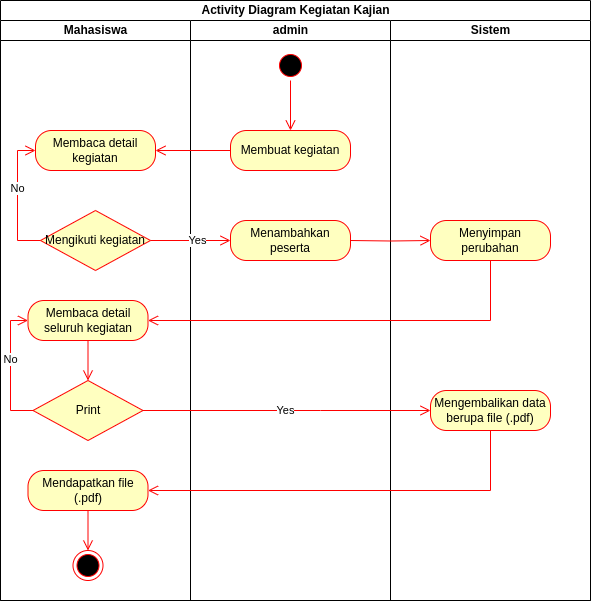 Activity Diagram Kegiatan Kajian
Mahasiswa
admin
Sistem
Membaca detail
kegiatan
Membuat kegiatan
No
Mengikuti kegiatan
Yes
Menambahkan
peserta
Menyimpan
perubahan
Membaca detail
seluruh kegiatan
No
Print
Yes
Mengembalikan data
berupa file (.pdf)
Mendapatkan file
(.pdf)